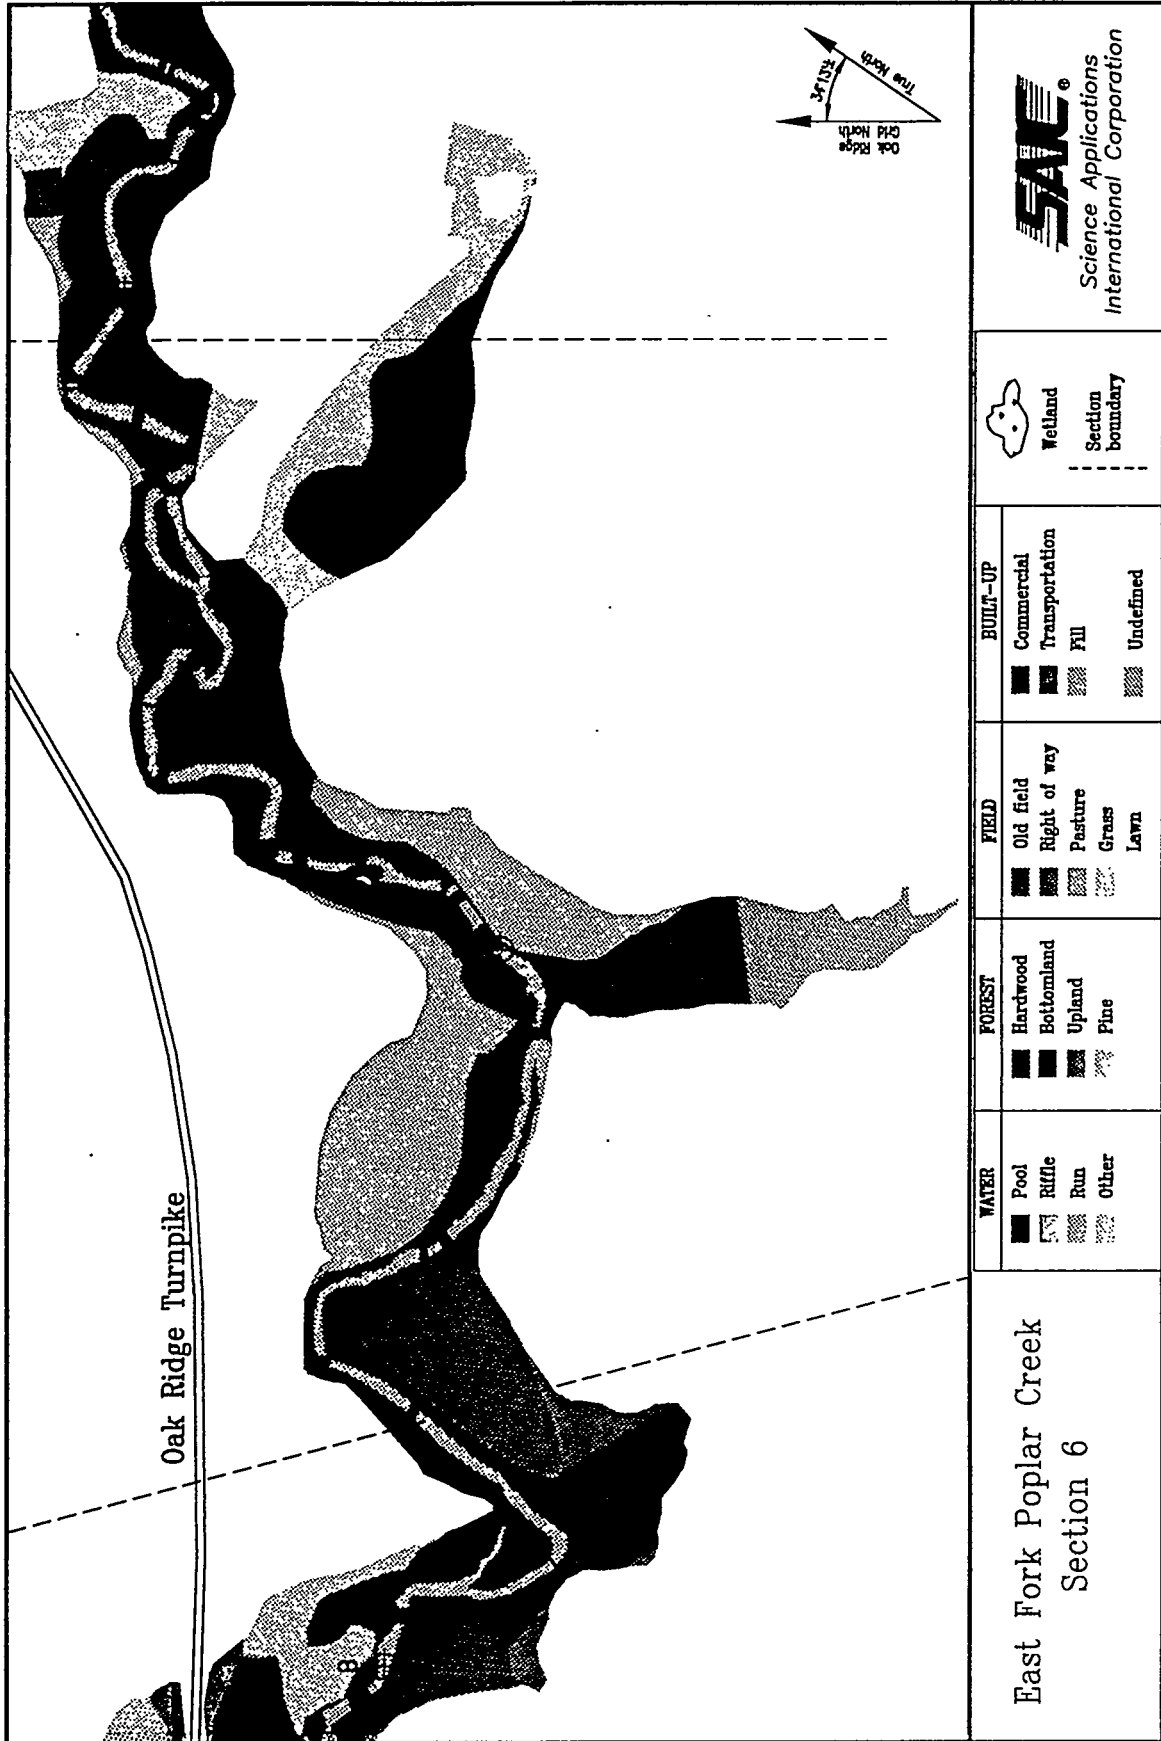 Oak Ridge Turnpike
Oak Ridge
Grid North
True North
B
East Fork Poplar Creek
Section 6
WATER
Pool
Riffle
Run
Other
FOREST
Hardwood
Bottomland
Upland
Pine
FIELD
Old field
Right of way
Pasture
Grass
Lawn
BUILT-UP
Commercial
Transportation
Fill
Undefined
Wetland
Section
boundary
SAIC®
Science Applications
International Corporation